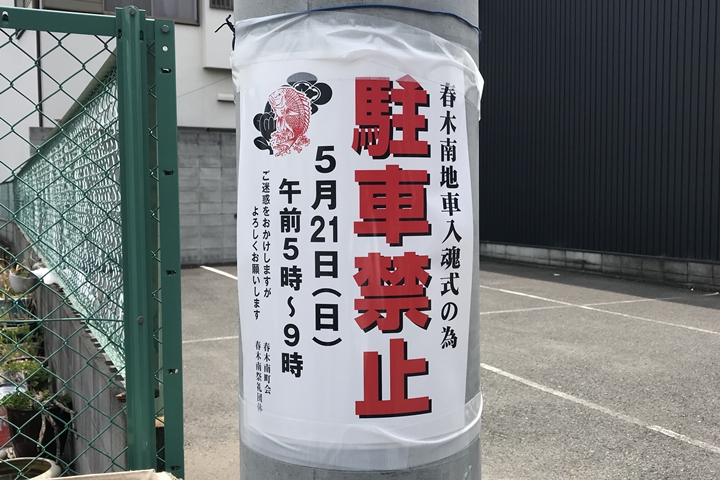 春木南地車入魂式の為
駐車禁止
5月21日(日)
午前5時〜9時
ご迷惑をおかけしますが
よろしくお願いします
春木南町会
春木南祭礼団体